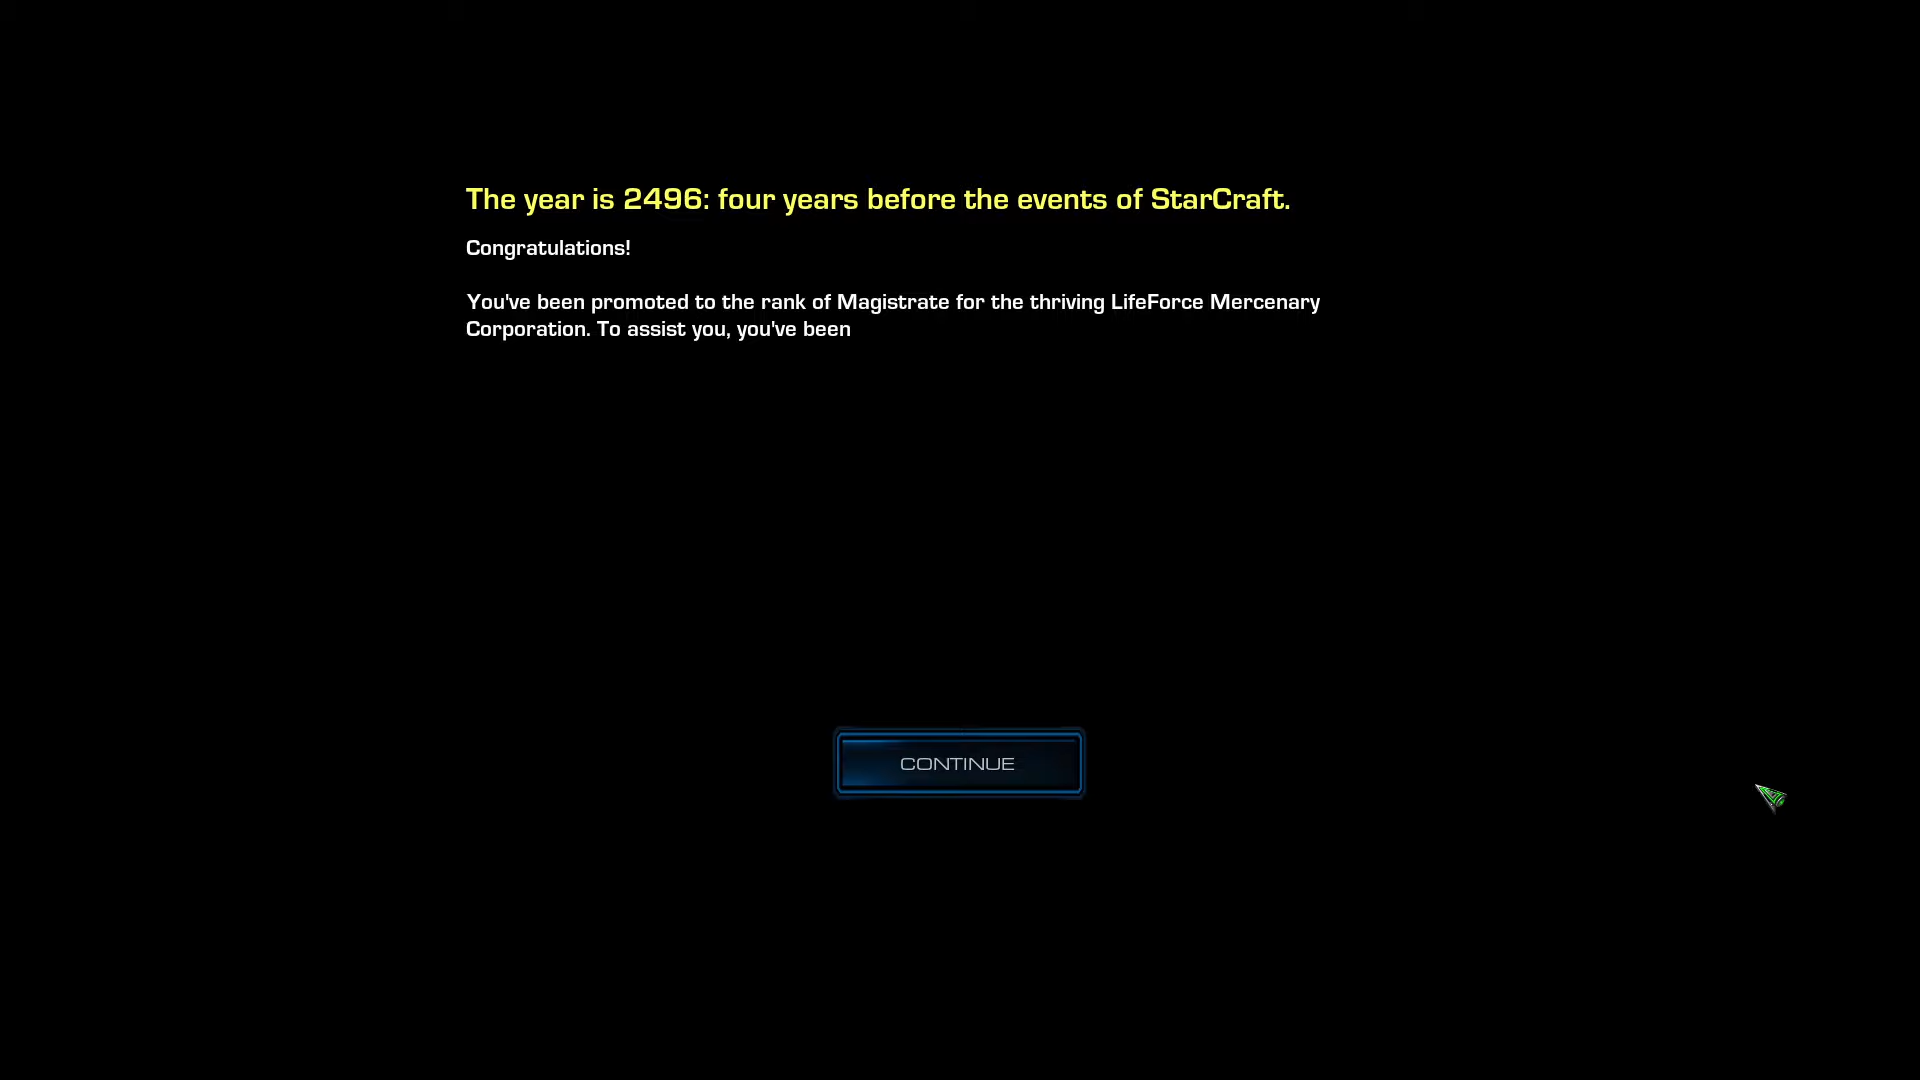 The year is 2496: four years before the events of StarCraft.
Congratulations!
You've been promoted to the rank of Magistrate for the thriving LifeForce Mercenary
Corporation. To assist you, you've been
CONTINUE